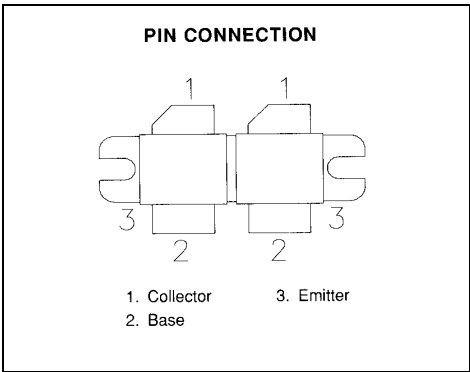 PIN CONNECTION
1 1
3 3
2 2
1. Collector 3. Emitter
2. Base